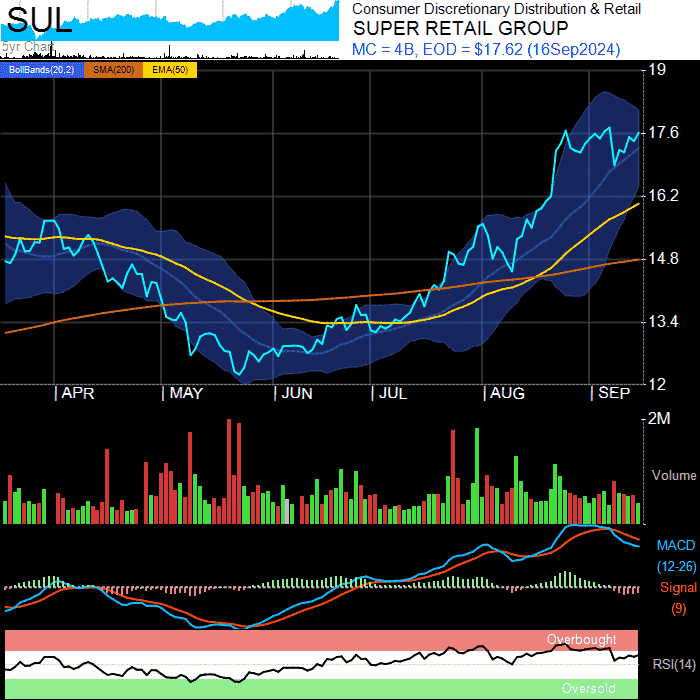 SUL
5yr Chart
Consumer Discretionary Distribution & Retail
SUPER RETAIL GROUP
MC = 4B, EOD = $17.62 (16Sep2024)
BollBands(20,2) SMA(200) EMA(50)
19
17.6
16.2
14.8
13.4
12
APR MAY JUN JUL AUG SEP
2M
Volume
MACD
(12-26)
Signal
(9)
Overbought
RSI(14)
Oversold